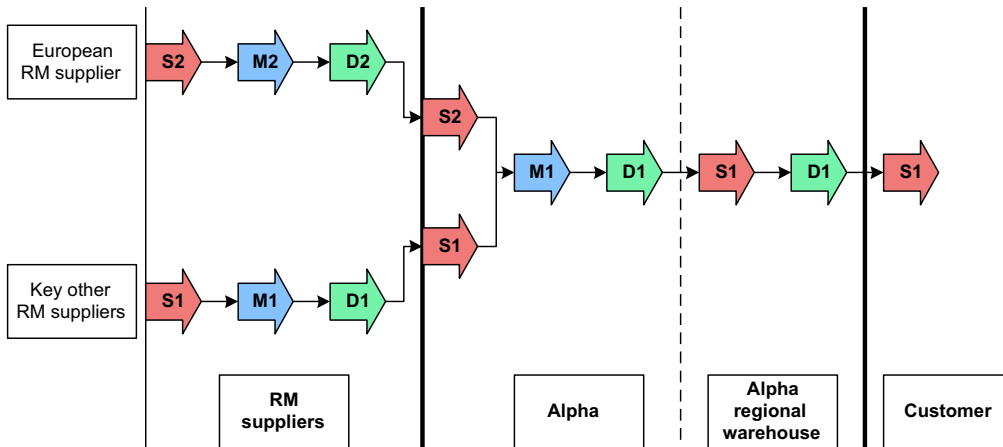 European
RM supplier
S2
M2
D2
S2
M1
D1
S1
D1
S1
S1
Key other
RM suppliers
S1
M1
D1
RM
suppliers
Alpha
Alpha
regional
warehouse
Customer